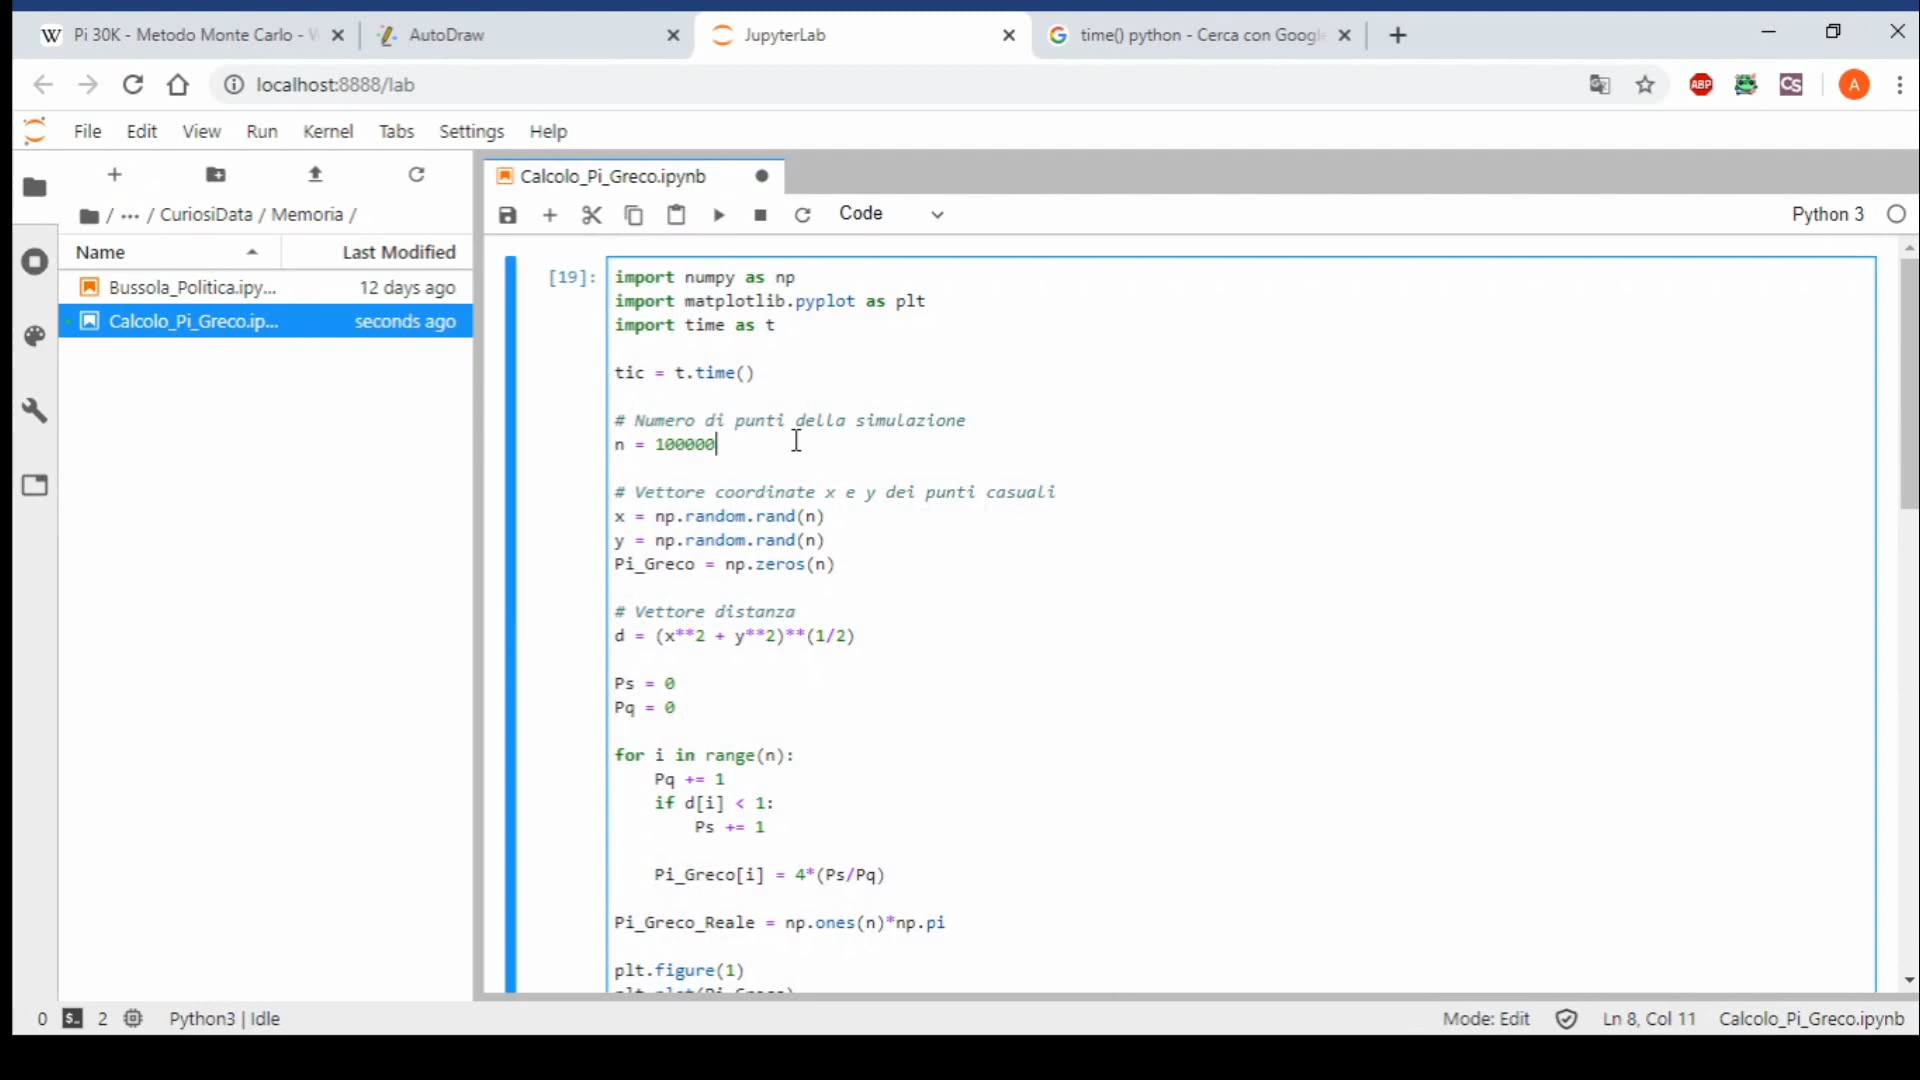 Pi 30K - Metodo Monte Carlo -
AutoDraw
JupyterLab
time() python - Cerca con Googl
localhost:8888/lab
ABP
CS
A
File Edit View Run Kernel Tabs Settings Help
Calcolo_Pi_Greco.ipynb
/ ··· / CuriosiData / Memoria /
Code
Python 3
Name Last Modified
Bussola_Politica.ipy... 12 days ago
Calcolo_Pi_Greco.ip... seconds ago
[19]:
import numpy as np
import matplotlib.pyplot as plt
import time as t
tic = t.time()
# Numero di punti della simulazione
n = 100000
# Vettore coordinate x e y dei punti casuali
x = np.random.rand(n)
y = np.random.rand(n)
Pi_Greco = np.zeros(n)
# Vettore distanza
d = (x**2 + y**2)**(1/2)
Ps = 0
Pq = 0
for i in range(n):
Pq += 1
if d[i] < 1:
Ps += 1
Pi_Greco[i] = 4*(Ps/Pq)
Pi_Greco_Reale = np.ones(n)*np.pi
plt.figure(1)
plt.plot(Pi_Greco)
0 2 Python3 | Idle
Mode: Edit Ln 8, Col 11 Calcolo_Pi_Greco.ipynb